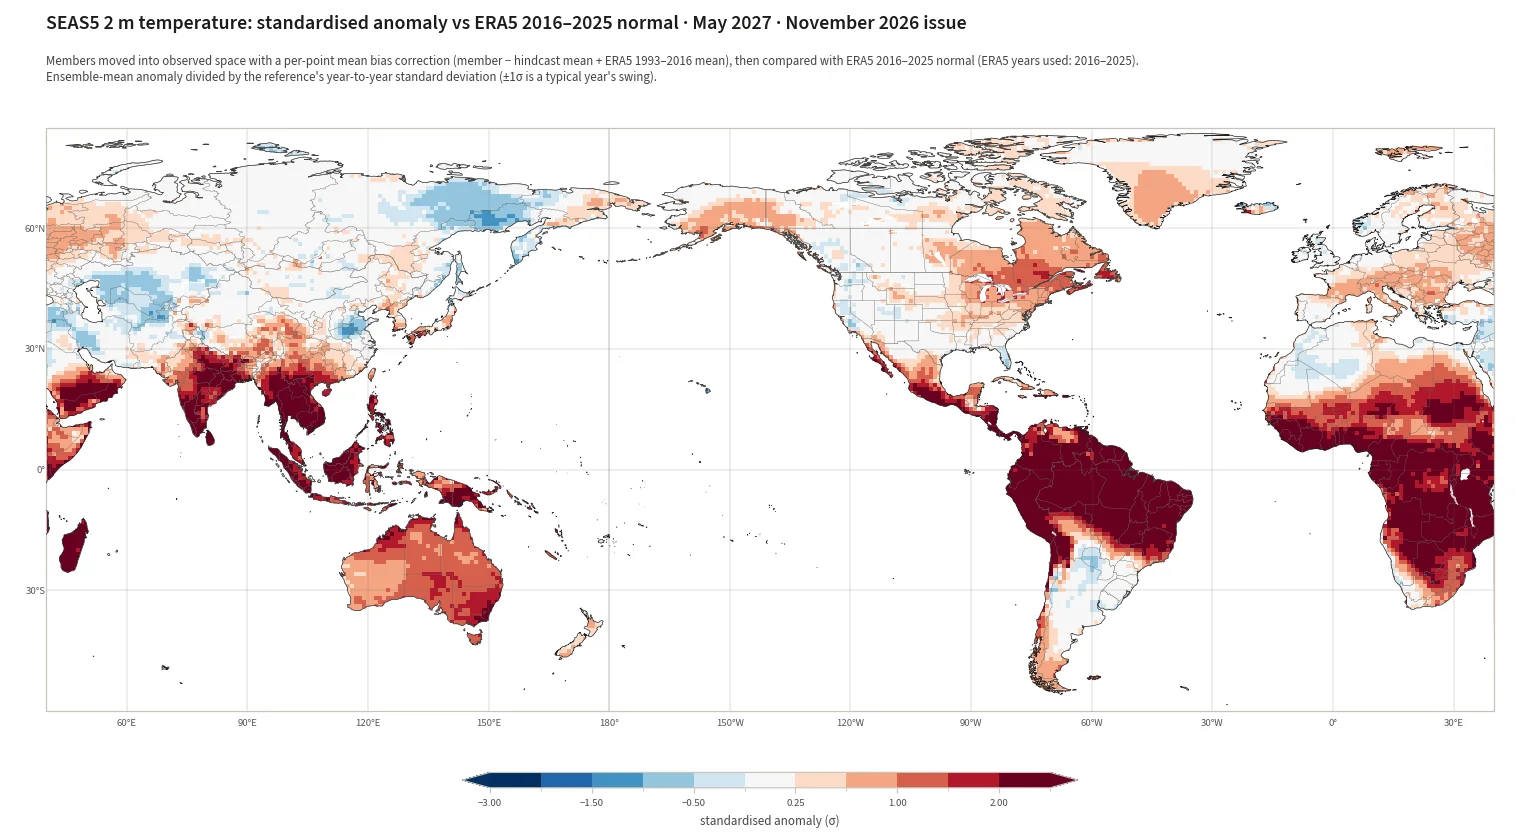 SEAS5 2 m temperature: standardised anomaly vs ERA5 2016–2025 normal · May 2027 · November 2026 issue
Members moved into observed space with a per-point mean bias correction (member − hindcast mean + ERA5 1993–2016 mean), then compared with ERA5 2016–2025 normal (ERA5 years used: 2016–2025).
Ensemble-mean anomaly divided by the reference's year-to-year standard deviation (±1σ is a typical year's swing).
60°N
30°N
0°
30°S
60°E 90°E 120°E 150°E 180° 150°W 120°W 90°W 60°W 30°W 0° 30°E
−3.00 −1.50 −0.50 0.25 1.00 2.00
standardised anomaly (σ)